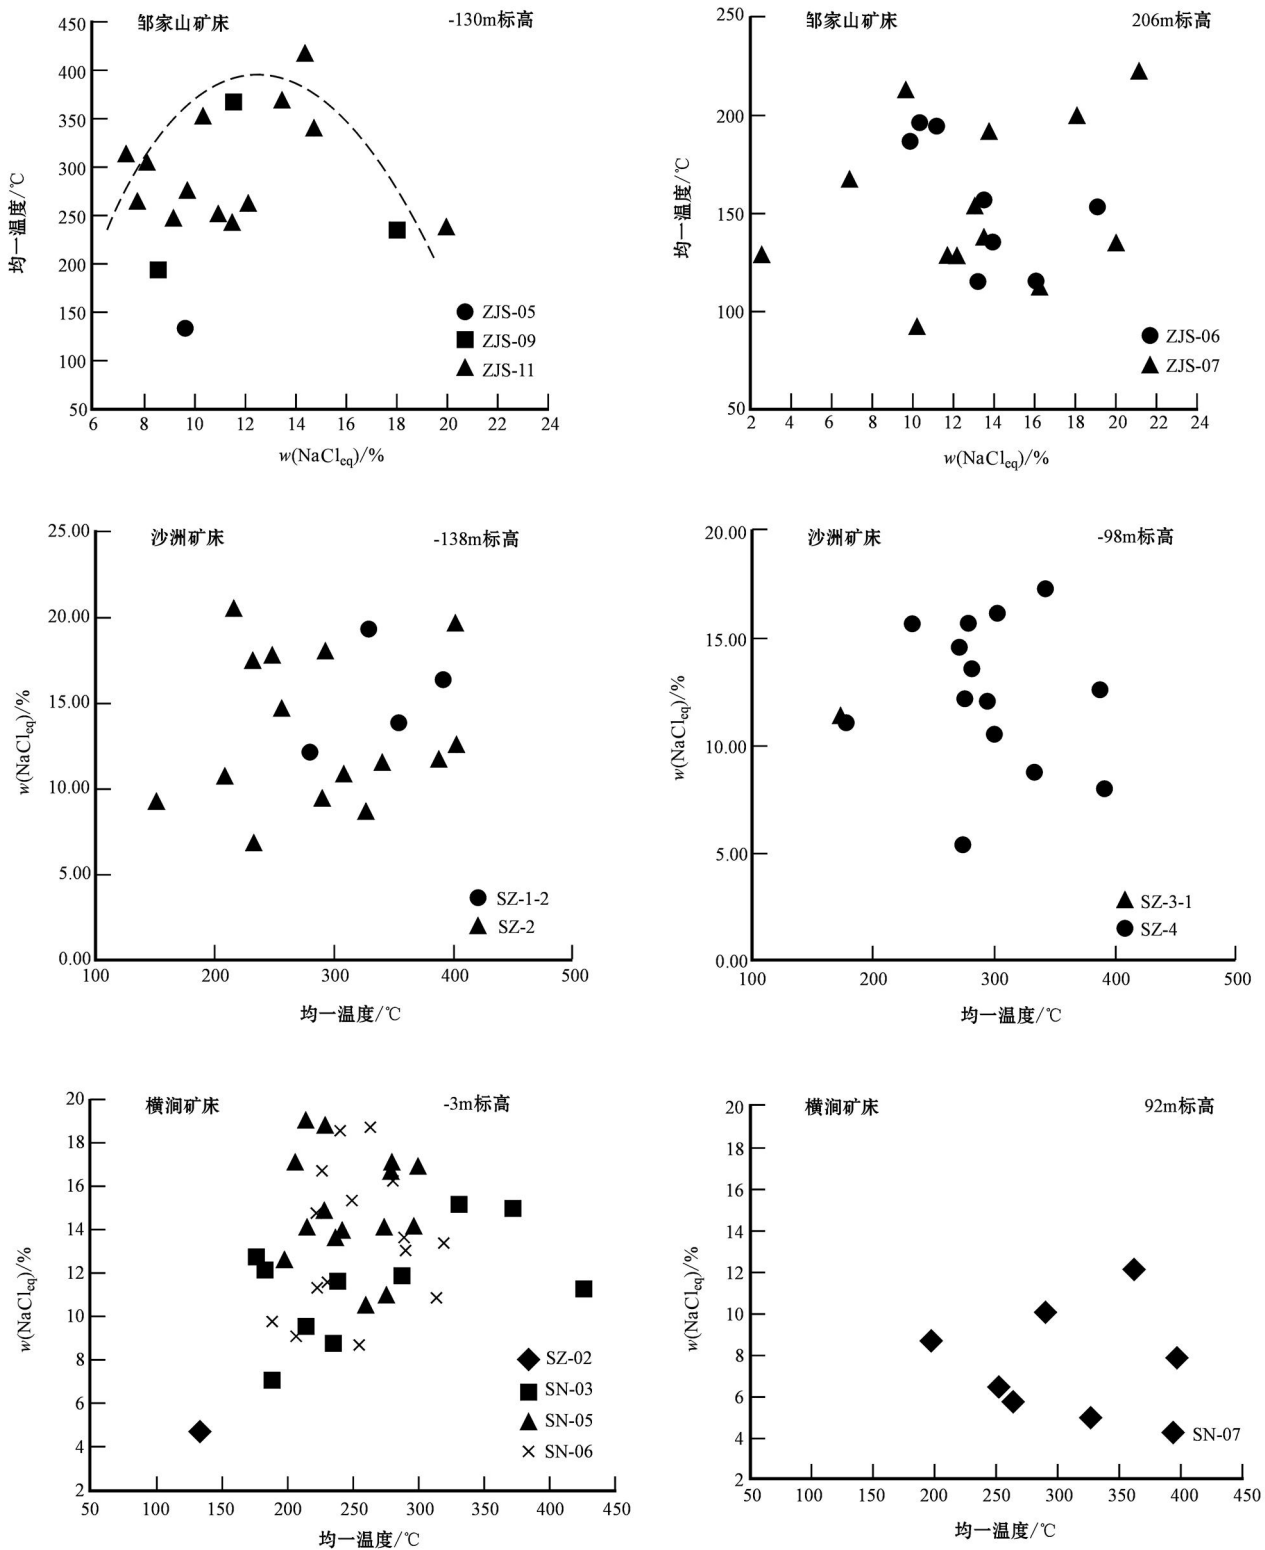 邹家山矿床
-130m标高
450
400
350
300
250
200
150
100
50
均一温度/℃
ZJS-05
ZJS-09
ZJS-11
6 8 10 12 14 16 18 20 22 24
w(NaCleq)/%
邹家山矿床
206m标高
250
200
150
100
50
均一温度/℃
ZJS-06
ZJS-07
2 4 6 8 10 12 14 16 18 20 22 24
w(NaCleq)/%
沙洲矿床
-138m标高
25.00
20.00
15.00
10.00
5.00
0.00
w(NaCleq)/%
SZ-1-2
SZ-2
100 200 300 400 500
均一温度/℃
沙洲矿床
-98m标高
20.00
15.00
10.00
5.00
0.00
w(NaCleq)/%
SZ-3-1
SZ-4
100 200 300 400 500
均一温度/℃
横涧矿床
-3m标高
20
18
16
14
12
10
8
6
4
2
w(NaCleq)/%
SZ-02
SN-03
SN-05
SN-06
50 100 150 200 250 300 350 400 450
均一温度/℃
横涧矿床
92m标高
20
18
16
14
12
10
8
6
4
2
w(NaCleq)/%
SN-07
50 100 150 200 250 300 350 400 450
均一温度/℃